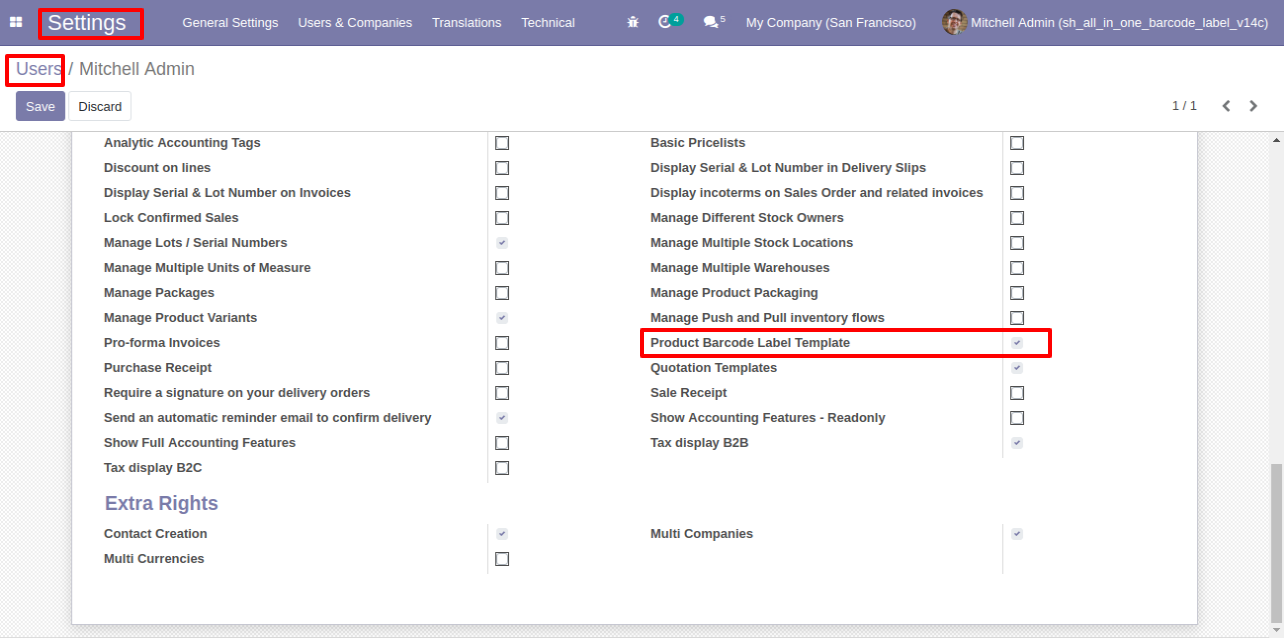 Settings General Settings Users & Companies Translations Technical 4 5 My Company (San Francisco) Mitchell Admin (sh_all_in_one_barcode_label_v14c)
Users / Mitchell Admin
Save Discard 1 / 1
Analytic Accounting Tags Basic Pricelists
Discount on lines Display Serial & Lot Number in Delivery Slips
Display Serial & Lot Number on Invoices Display incoterms on Sales Order and related invoices
Lock Confirmed Sales Manage Different Stock Owners
Manage Lots / Serial Numbers Manage Multiple Stock Locations
Manage Multiple Units of Measure Manage Multiple Warehouses
Manage Packages Manage Product Packaging
Manage Product Variants Manage Push and Pull inventory flows
Pro-forma Invoices Product Barcode Label Template
Purchase Receipt Quotation Templates
Require a signature on your delivery orders Sale Receipt
Send an automatic reminder email to confirm delivery Show Accounting Features - Readonly
Show Full Accounting Features Tax display B2B
Tax display B2C
Extra Rights
Contact Creation Multi Companies
Multi Currencies